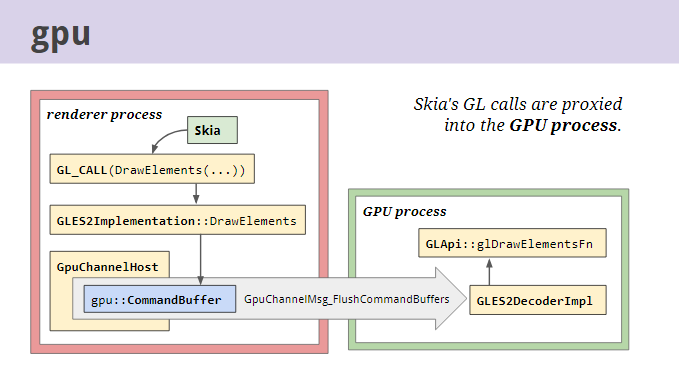 gpu
renderer process
Skia
Skia's GL calls are proxied
into the GPU process.
GL_CALL(DrawElements(...))
GLES2Implementation::DrawElements
GPU process
GLApi::glDrawElementsFn
GpuChannelHost
gpu::CommandBuffer
GpuChannelMsg_FlushCommandBuffers
GLES2DecoderImpl